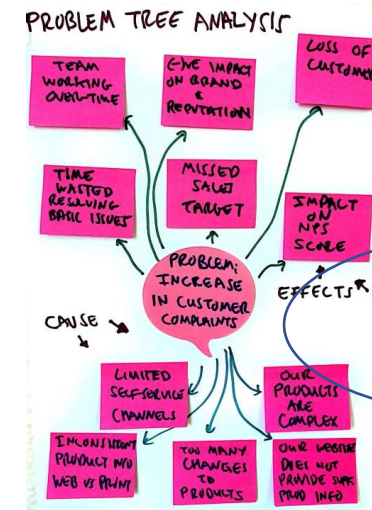 PROBLEM TREE ANALYSIS
TEAM
WORKING
OVER-TIME
(-)VE IMPACT
ON BRAND
&
REPUTATION
LOSS OF
CUSTOMER
TIME
WASTED
RESOLVING
BASIC ISSUES
MISSED
SALES
TARGET
IMPACT
ON
NPS
SCORE
PROBLEM:
INCREASE
IN CUSTOMER
COMPLAINTS
EFFECTS
CAUSE
LIMITED
SELF-SERVICE
CHANNELS
OUR
PRODUCTS
ARE
COMPLEX
INCONSISTENT
PRODUCT INFO
WEB VS PRINT
TOO MANY
CHANGES
TO
PRODUCTS
OUR WEBSITE
DOES NOT
PROVIDE
PROD INFO